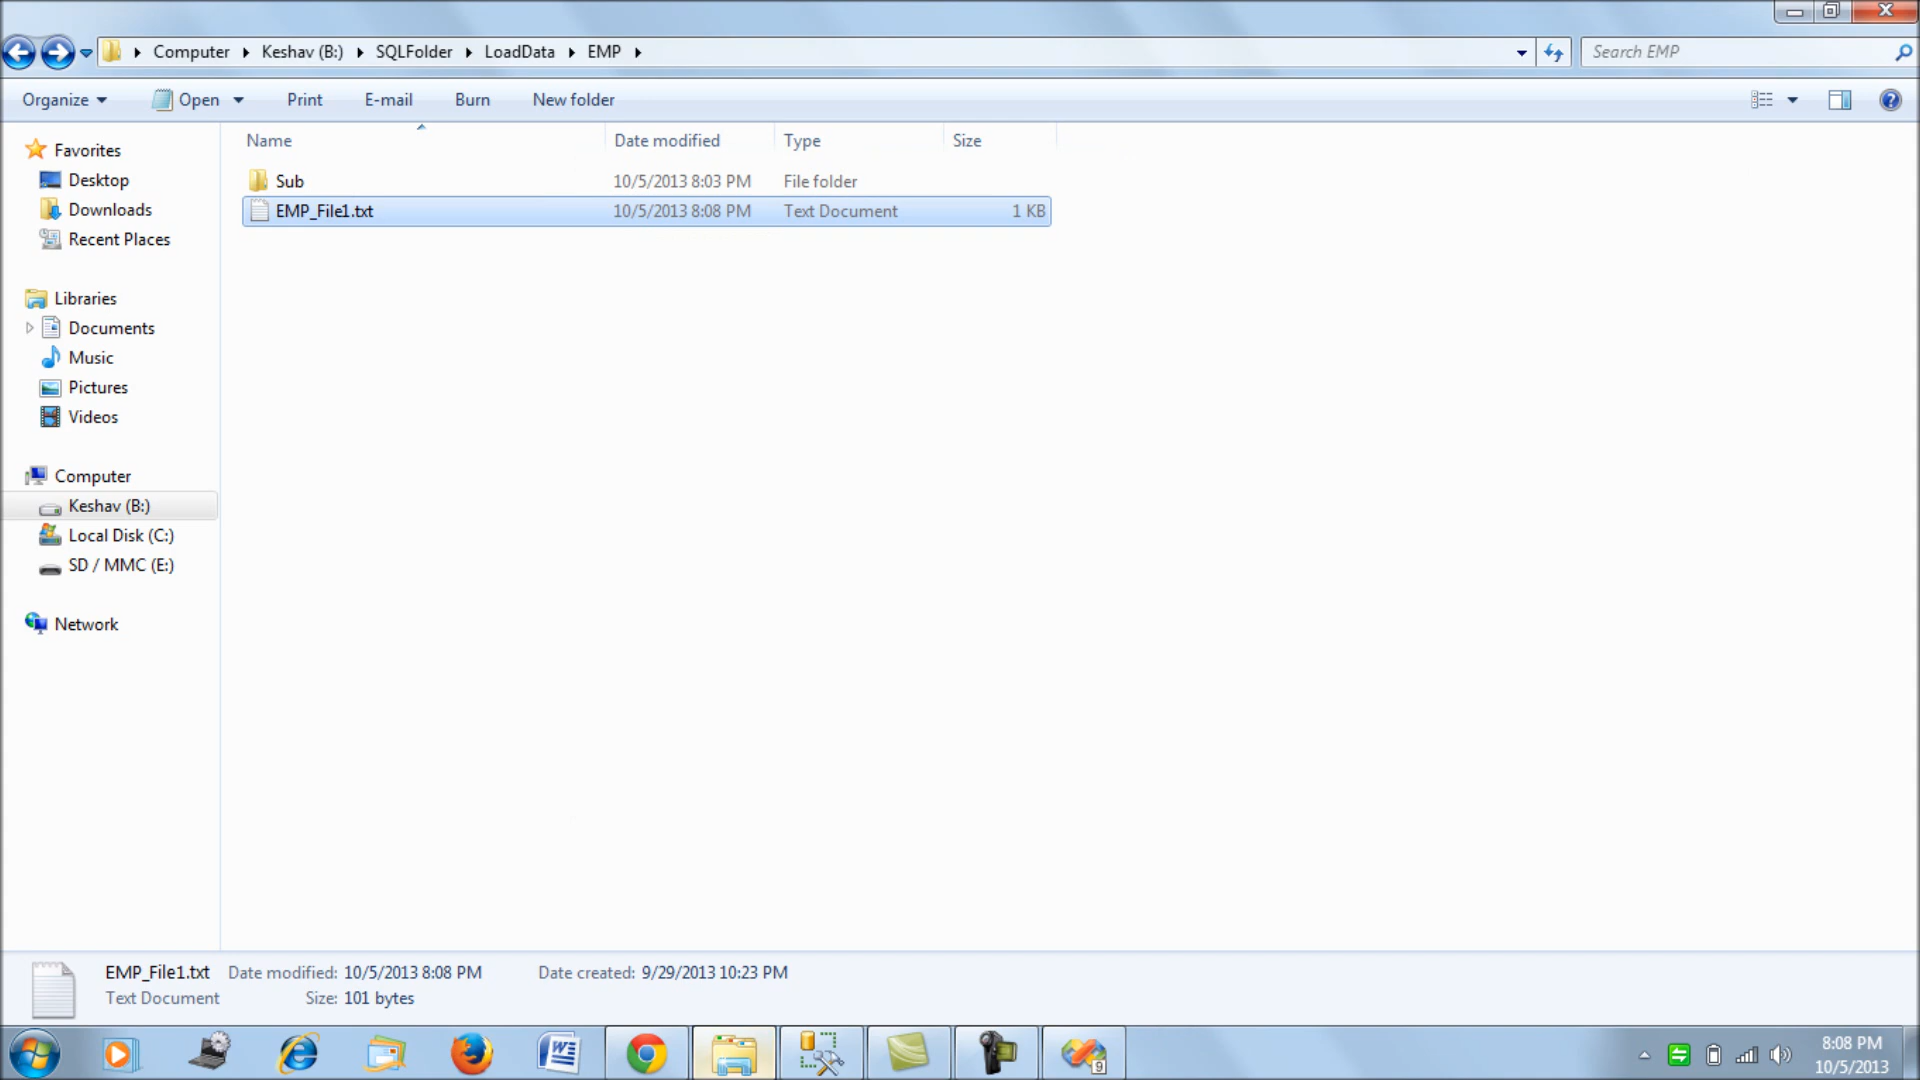 Computer Keshav (B:) SQLFolder LoadData EMP
Search EMP
Organize Open Print E-mail Burn New folder
Name Date modified Type Size
Sub 10/5/2013 8:03 PM File folder
EMP_File1.txt 10/5/2013 8:08 PM Text Document 1 KB
Favorites
Desktop
Downloads
Recent Places
Libraries
Documents
Music
Pictures
Videos
Computer
Keshav (B:)
Local Disk (C:)
SD / MMC (E:)
Network
EMP_File1.txt Date modified: 10/5/2013 8:08 PM Date created: 9/29/2013 10:23 PM
Text Document Size: 101 bytes
9
8:08 PM
10/5/2013